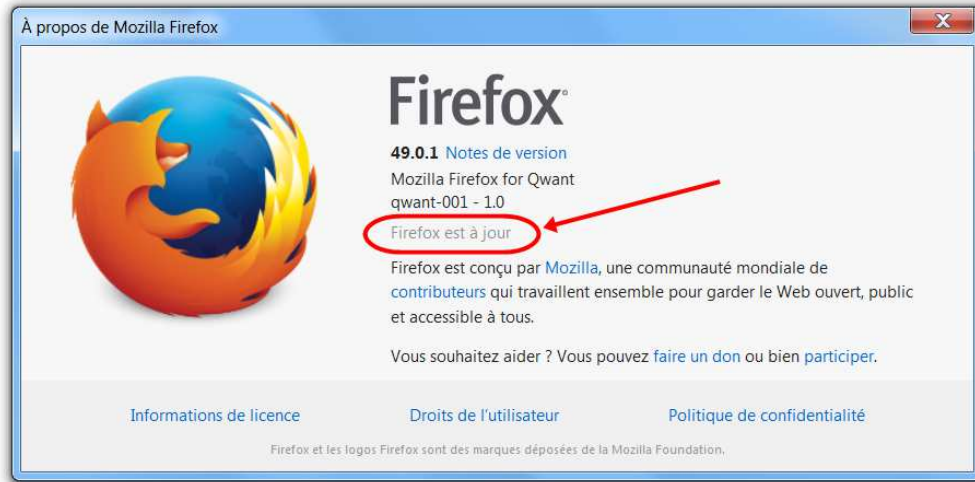 À propos de Mozilla Firefox
Firefox
49.0.1 Notes de version
Mozilla Firefox for Qwant
qwant-001 - 1.0
Firefox est à jour
Firefox est conçu par Mozilla, une communauté mondiale de
contributeurs qui travaillent ensemble pour garder le Web ouvert, public
et accessible à tous.
Vous souhaitez aider ? Vous pouvez faire un don ou bien participer.
Informations de licence Droits de l'utilisateur Politique de confidentialité
Firefox et les logos Firefox sont des marques déposées de la Mozilla Foundation.